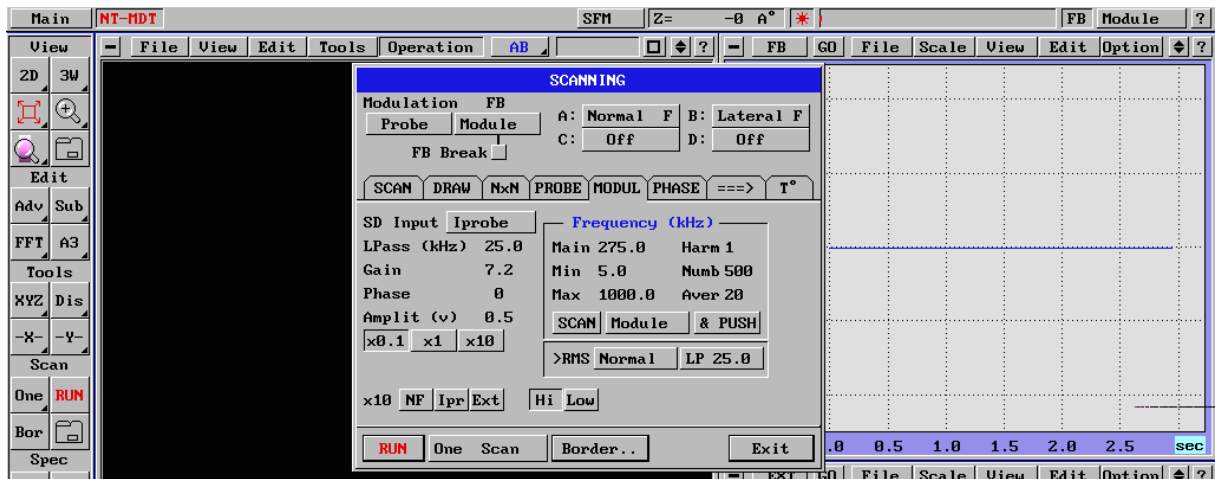 Main NT-MDT SFM Z= -0 A° FB Module ?
View - File View Edit Tools Operation AB ? - FB GO File Scale View Edit Option ?
2D 3W
SCANNING
Modulation FB
Probe Module
A: Normal F B: Lateral F
C: Off D: Off
FB Break
Edit
SCAN DRAW NxN PROBE MODUL PHASE ===> T°
Adv Sub
SD Input Iprobe
Frequency (kHz)
FFT A3
LPass (kHz) 25.0 Main 275.0 Harm 1
Tools
Gain 7.2 Min 5.0 Numb 500
XYZ Dis
Phase 0 Max 1000.0 Aver 20
Amplit (v) 0.5 SCAN Module & PUSH
-X- -Y-
x0.1 x1 x10
>RMS Normal LP 25.0
Scan
One RUN
x10 NF Ipr Ext Hi Low
Bor
RUN One Scan Border.. Exit
.0 0.5 1.0 1.5 2.0 2.5 sec
Spec
- EXT GO File Scale View Edit Option ?